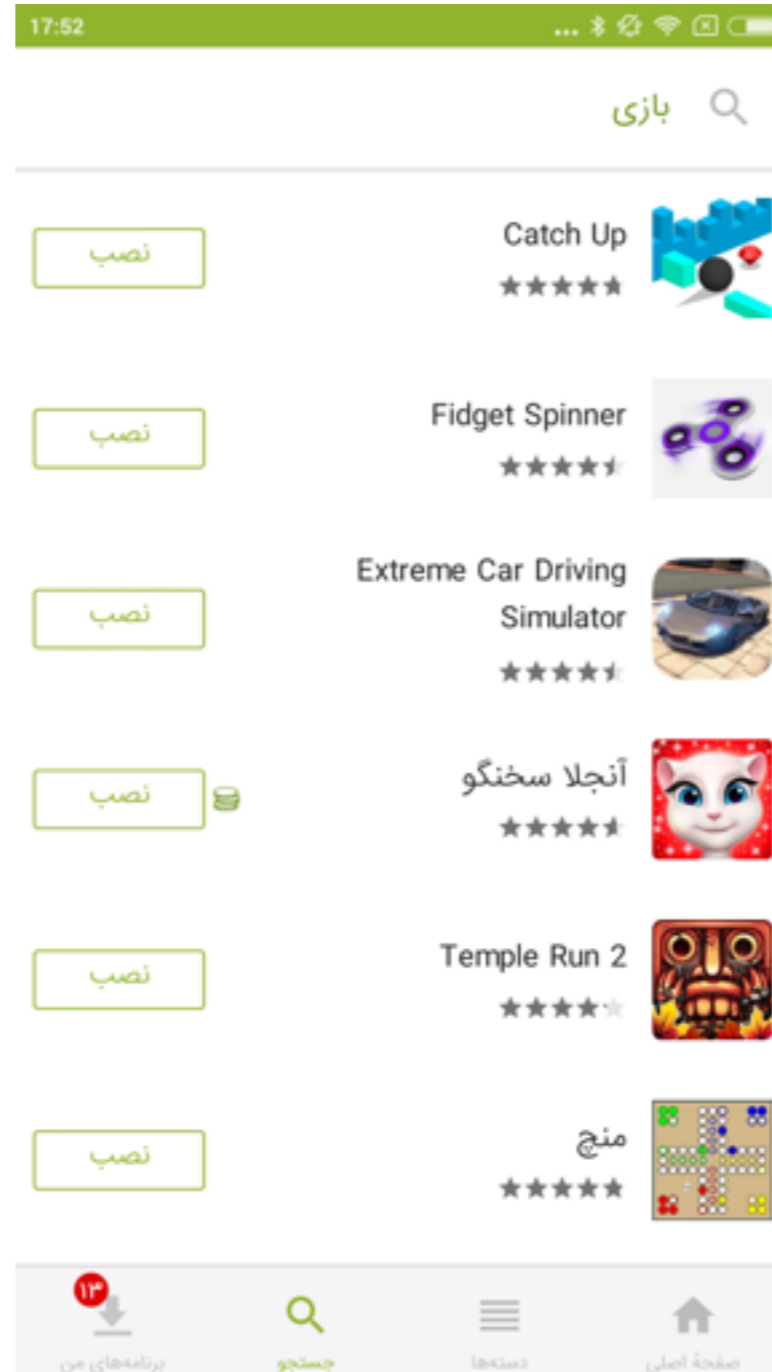 17:52
بازی
Catch Up
نصب
Fidget Spinner
نصب
Extreme Car Driving
Simulator
نصب
آنجلا سخنگو
نصب
Temple Run 2
نصب
منچ
نصب
۱۳
صفحهٔ اصلی
دسته‌ها
جستجو
برنامه‌های من